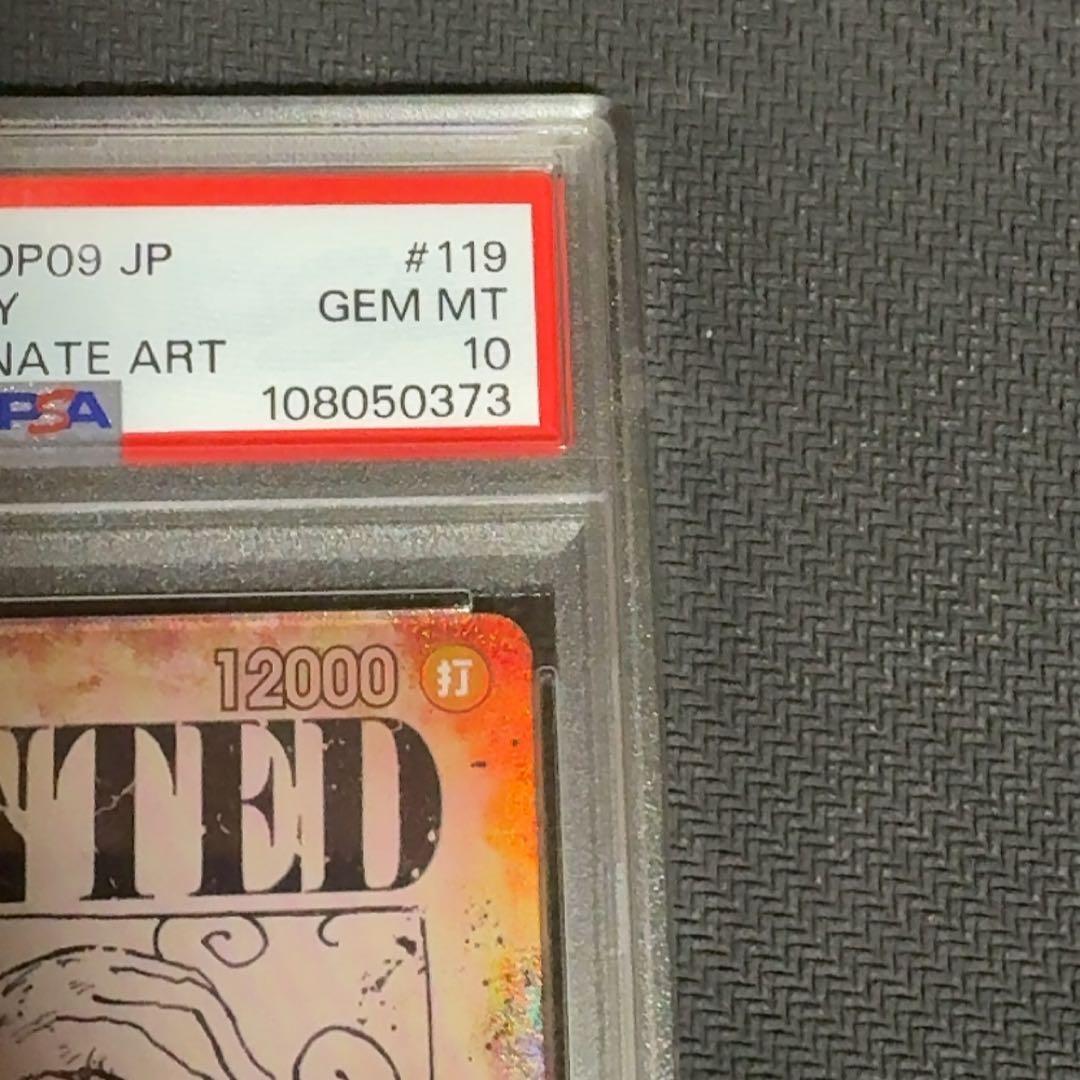 OP09 JP #119
Y GEM MT
NATE ART 10
PSA 108050373
12000 打
NTED